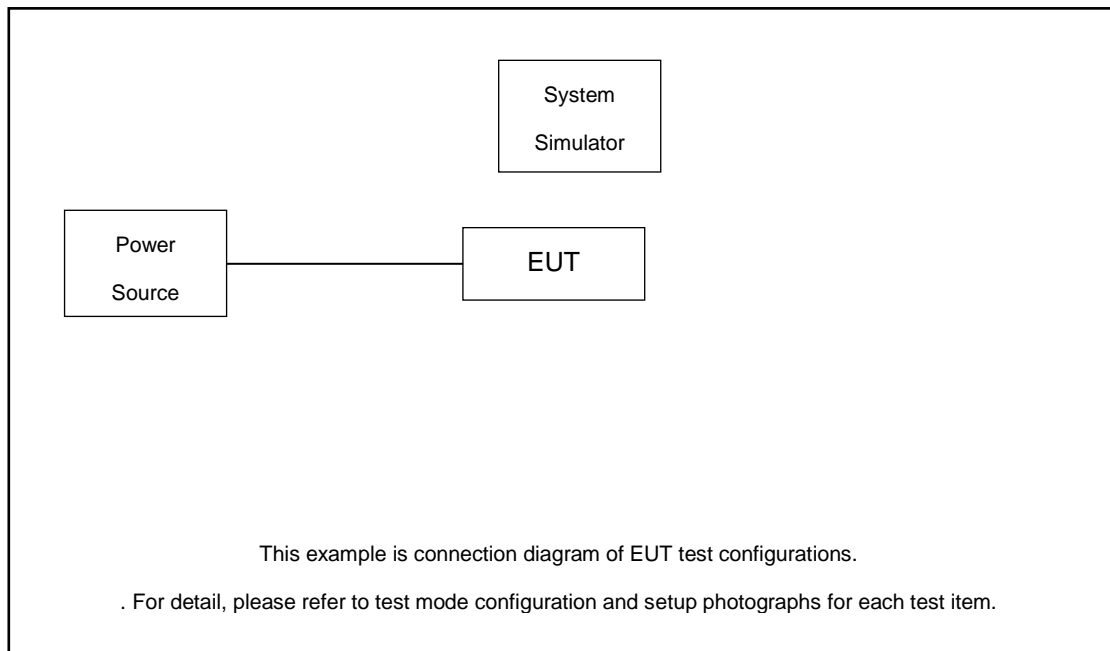 System
Simulator
Power
Source
EUT
This example is connection diagram of EUT test configurations.
. For detail, please refer to test mode configuration and setup photographs for each test item.